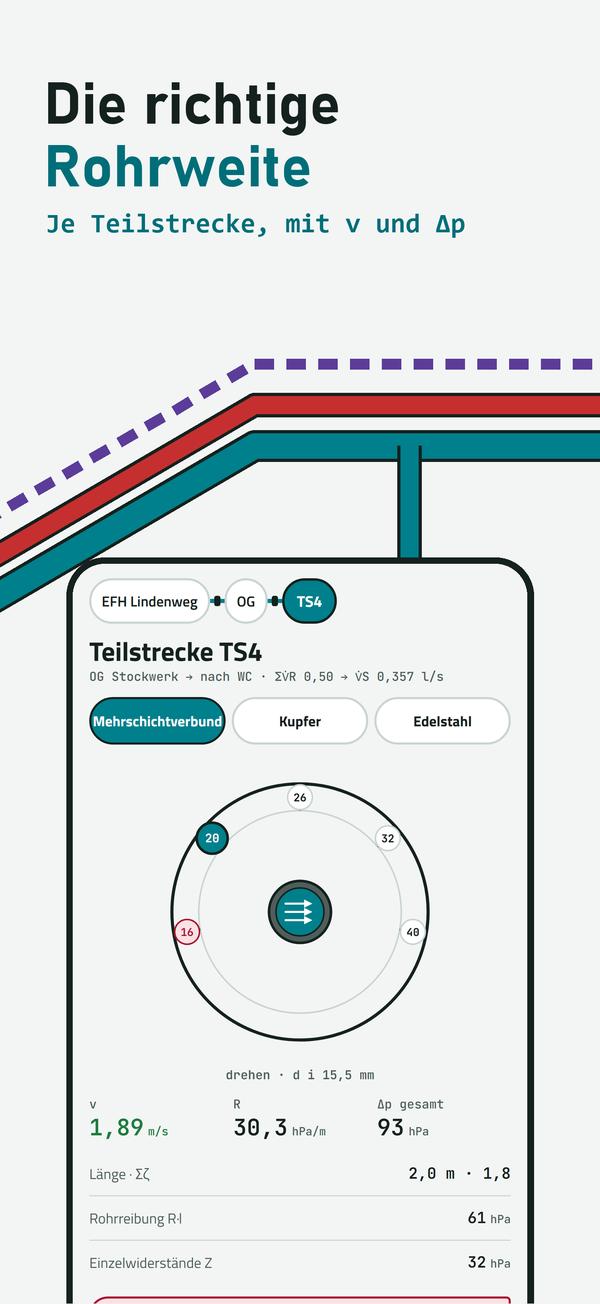 Die richtige
Rohrweite
Je Teilstrecke, mit v und Δp
EFH Lindenweg OG TS4
Teilstrecke TS4
OG Stockwerk → nach WC · ΣV̇R 0,50 → V̇S 0,357 l/s
Mehrschichtverbund Kupfer Edelstahl
26
20 32
16 40
drehen · d i 15,5 mm
v R Δp gesamt
1,89 m/s 30,3 hPa/m 93 hPa
Länge · Σζ 2,0 m · 1,8
Rohrreibung R·l 61 hPa
Einzelwiderstände Z 32 hPa